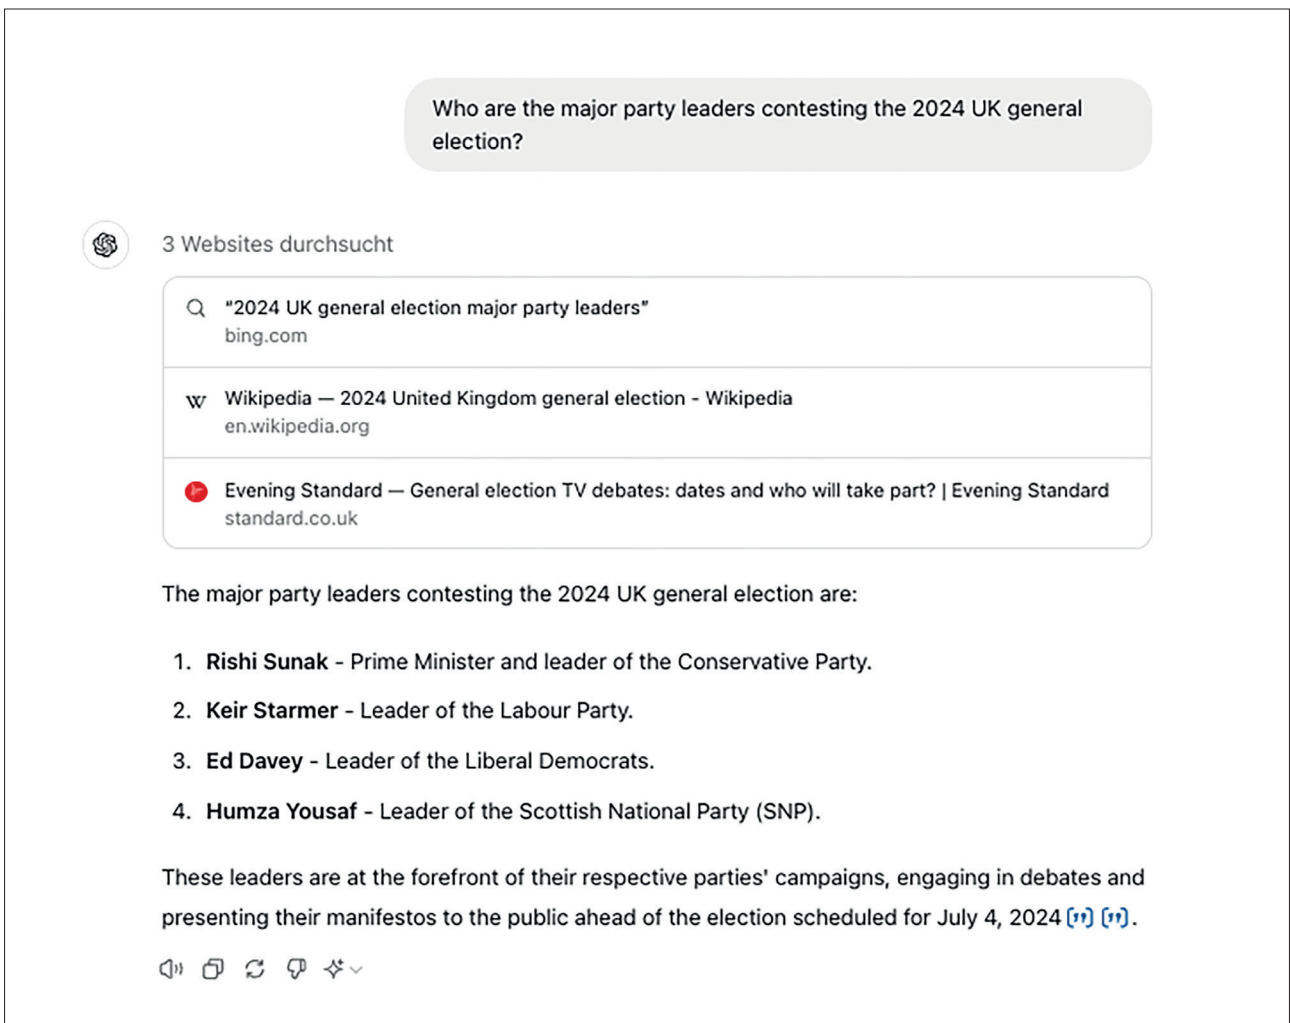 Who are the major party leaders contesting the 2024 UK general
election?
3 Websites durchsucht
“2024 UK general election major party leaders”
bing.com
W Wikipedia — 2024 United Kingdom general election - Wikipedia
en.wikipedia.org
Evening Standard — General election TV debates: dates and who will take part? | Evening Standard
standard.co.uk
The major party leaders contesting the 2024 UK general election are:
1. Rishi Sunak - Prime Minister and leader of the Conservative Party.
2. Keir Starmer - Leader of the Labour Party.
3. Ed Davey - Leader of the Liberal Democrats.
4. Humza Yousaf - Leader of the Scottish National Party (SNP).
These leaders are at the forefront of their respective parties' campaigns, engaging in debates and
presenting their manifestos to the public ahead of the election scheduled for July 4, 2024 [”] [”].